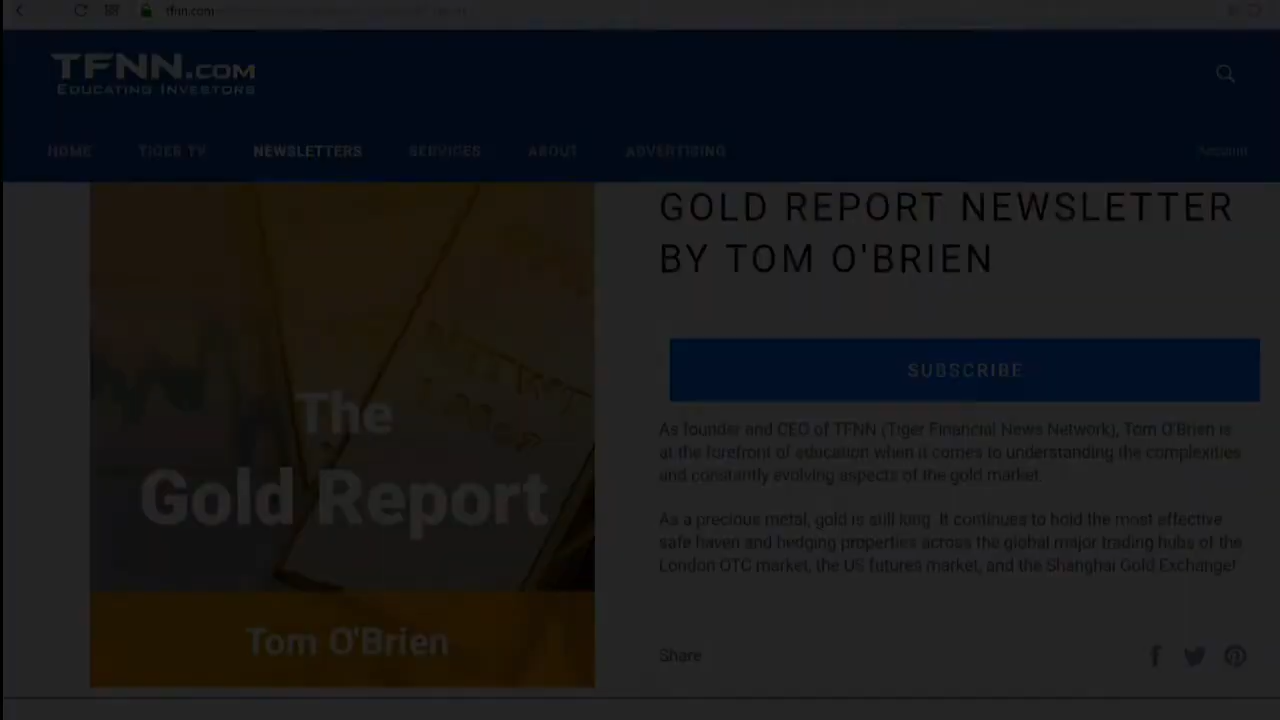 tfnn.com
TFNN.COM
EDUCATING INVESTORS
HOME TIGER TV NEWSLETTERS SERVICES ABOUT ADVERTISING Account
The
Gold Report
Tom O'Brien
GOLD REPORT NEWSLETTER
BY TOM O'BRIEN
SUBSCRIBE
As founder and CEO of TFNN (Tiger Financial News Network), Tom O'Brien is
at the forefront of education when it comes to understanding the complexities
and constantly evolving aspects of the gold market.
As a precious metal, gold is still king. It continues to hold the most effective
safe haven and hedging properties across the global major trading hubs of the
London OTC market, the US futures market, and the Shanghai Gold Exchange!
Share